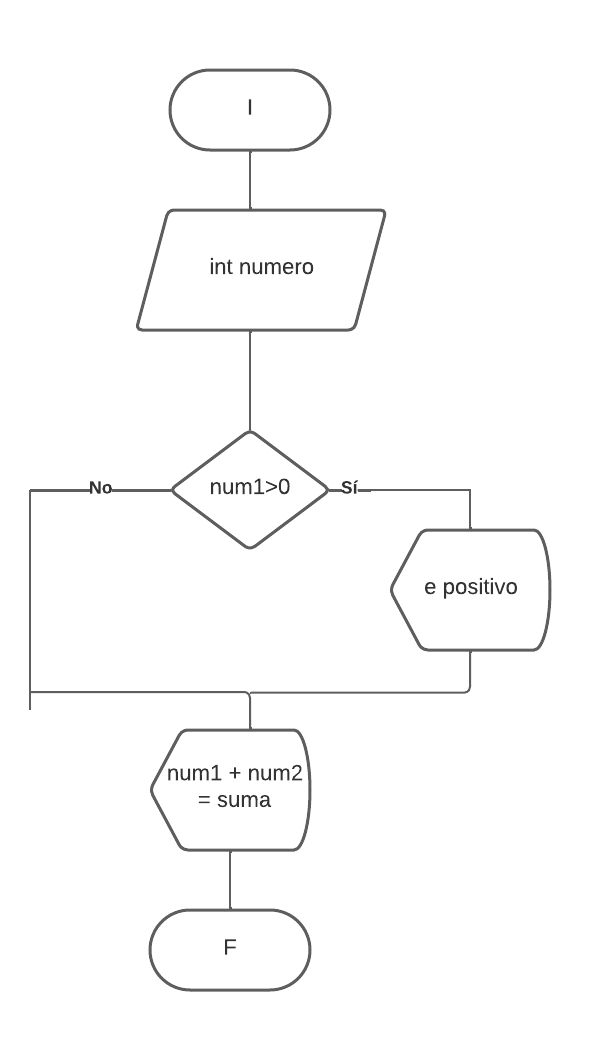 I
int numero
num1>0
No
Sí
e positivo
num1 + num2
= suma
F